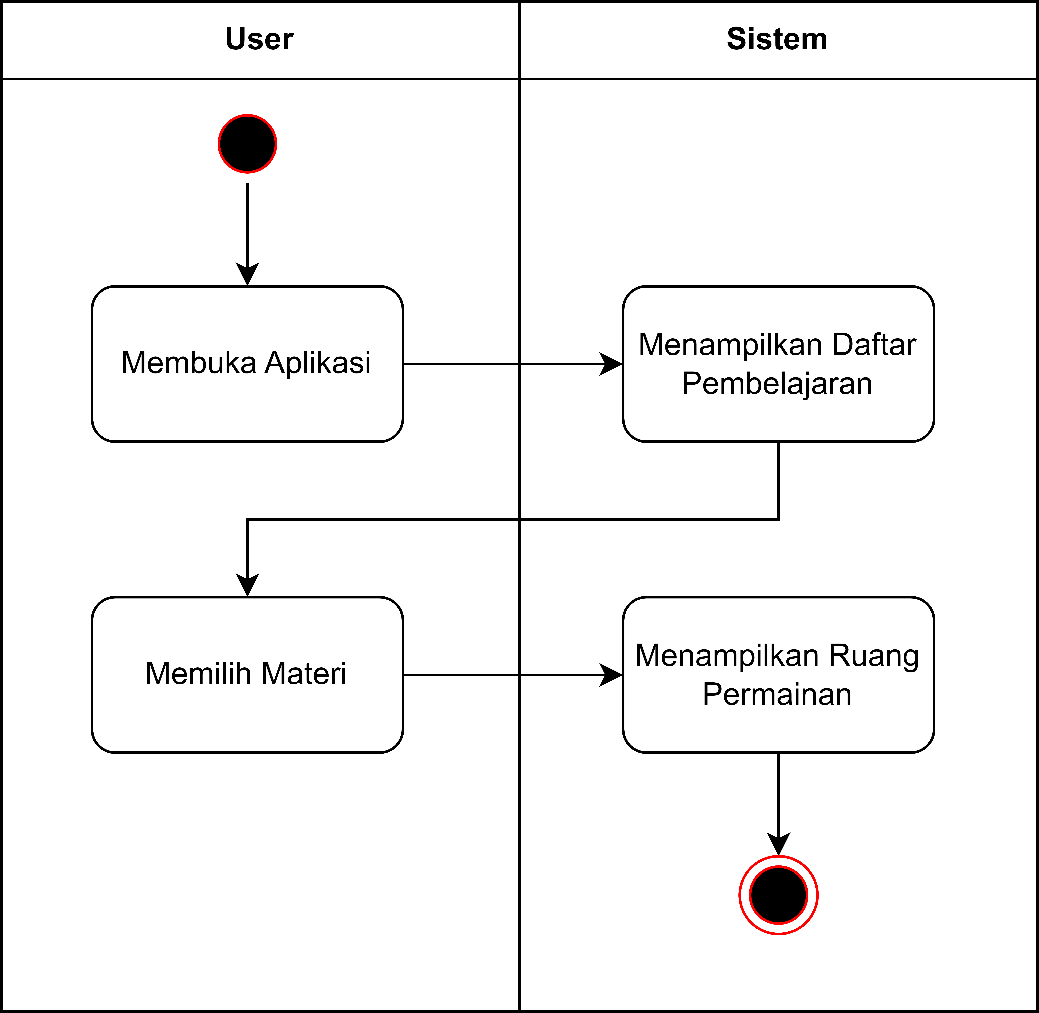 User
Sistem
Membuka Aplikasi
Menampilkan Daftar
Pembelajaran
Memilih Materi
Menampilkan Ruang
Permainan